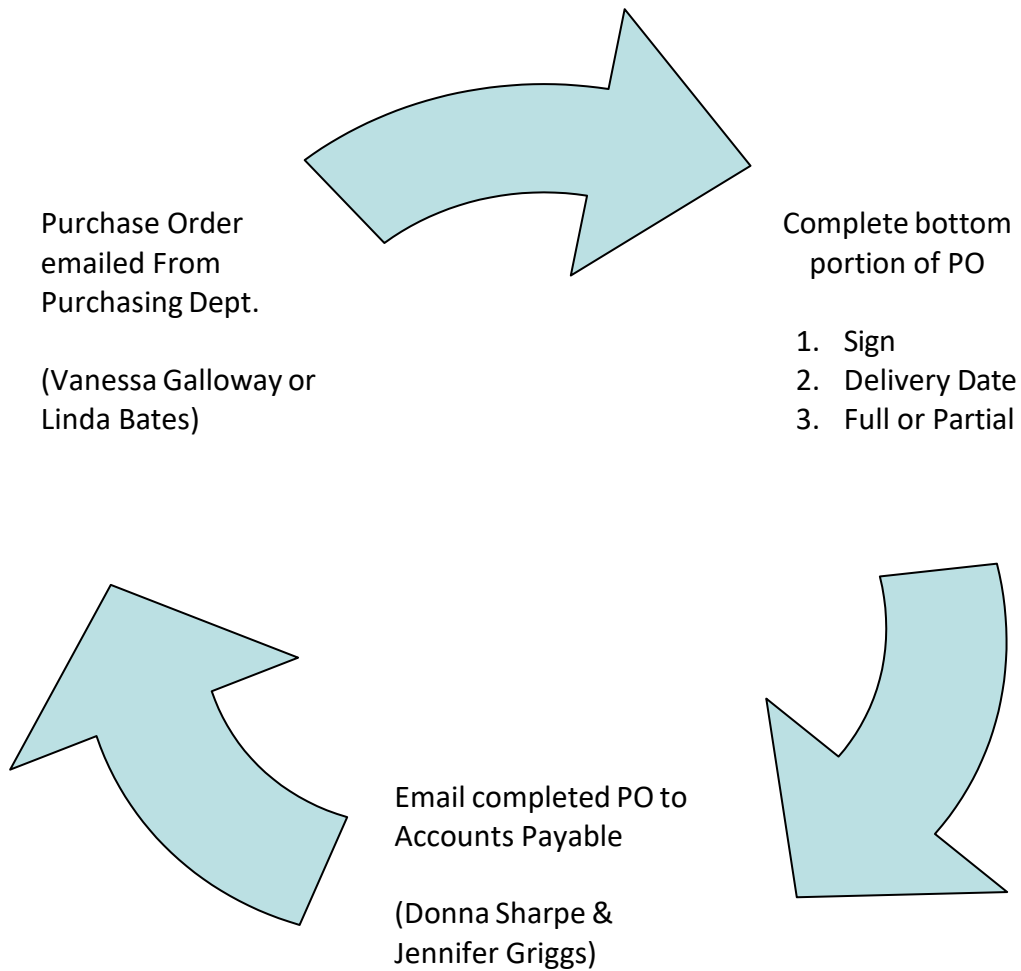 Purchase Order
emailed From
Purchasing Dept.
(Vanessa Galloway or
Linda Bates)
Complete bottom
portion of PO
1. Sign
2. Delivery Date
3. Full or Partial
Email completed PO to
Accounts Payable
(Donna Sharpe &
Jennifer Griggs)